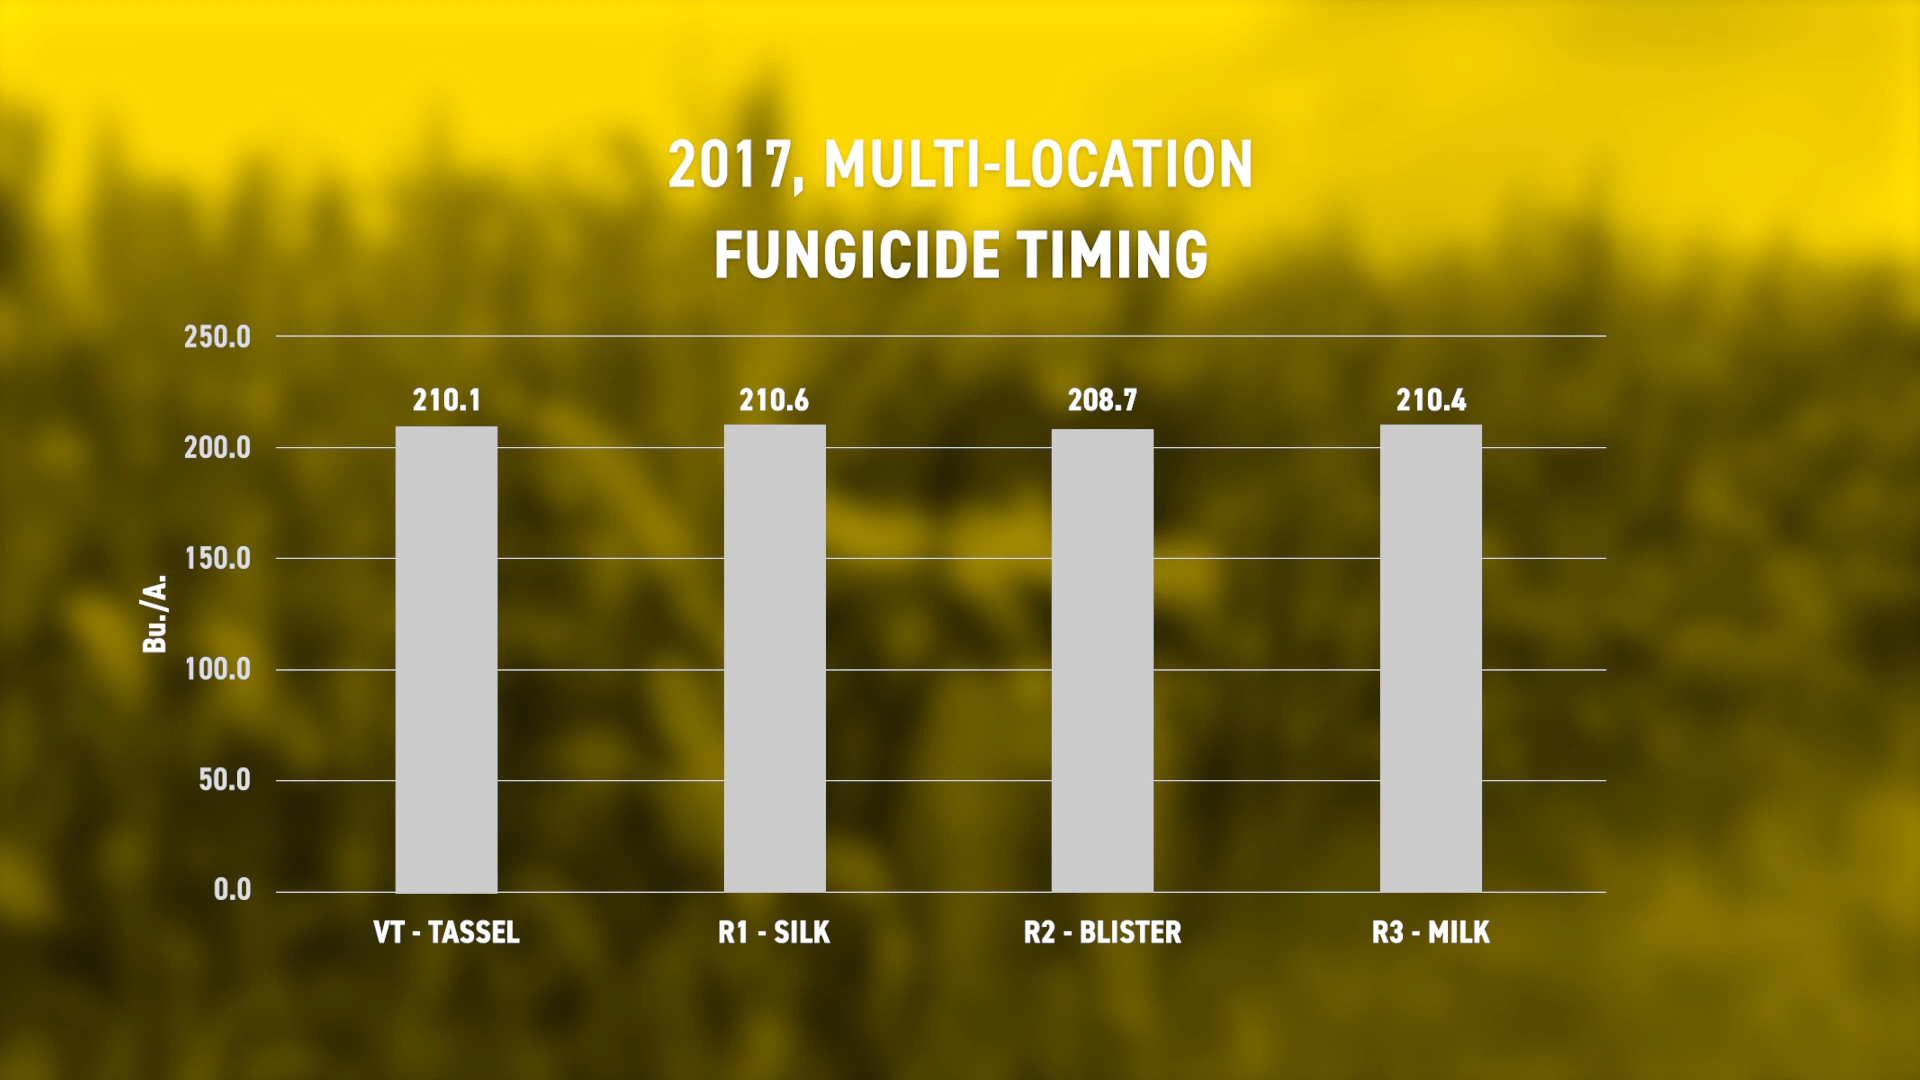 2017, MULTI-LOCATION
FUNGICIDE TIMING
250.0
210.1 210.6 208.7 210.4
200.0
150.0
Bu./A.
100.0
50.0
0.0
VT - TASSEL R1 - SILK R2 - BLISTER R3 - MILK